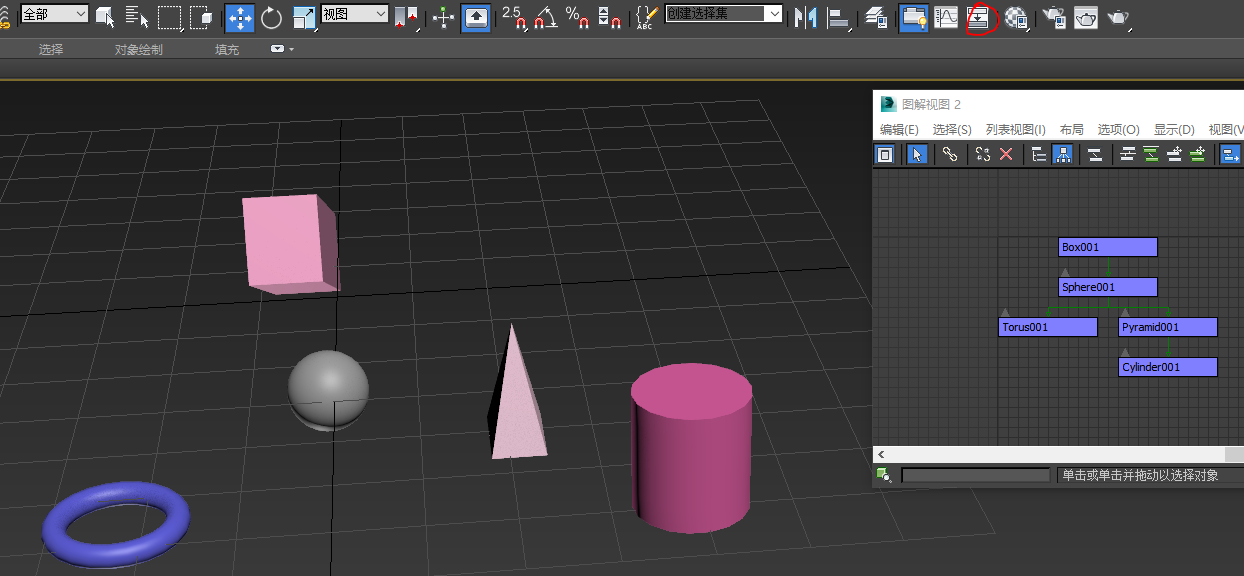 全部
视图
2.5
%
ABC
创建选择集
选择
对象绘制
填充
图解视图 2
编辑(E) 选择(S) 列表视图(I) 布局 选项(O) 显示(D) 视图(V
Box001
Sphere001
Torus001
Pyramid001
Cylinder001
单击或单击并拖动以选择对象